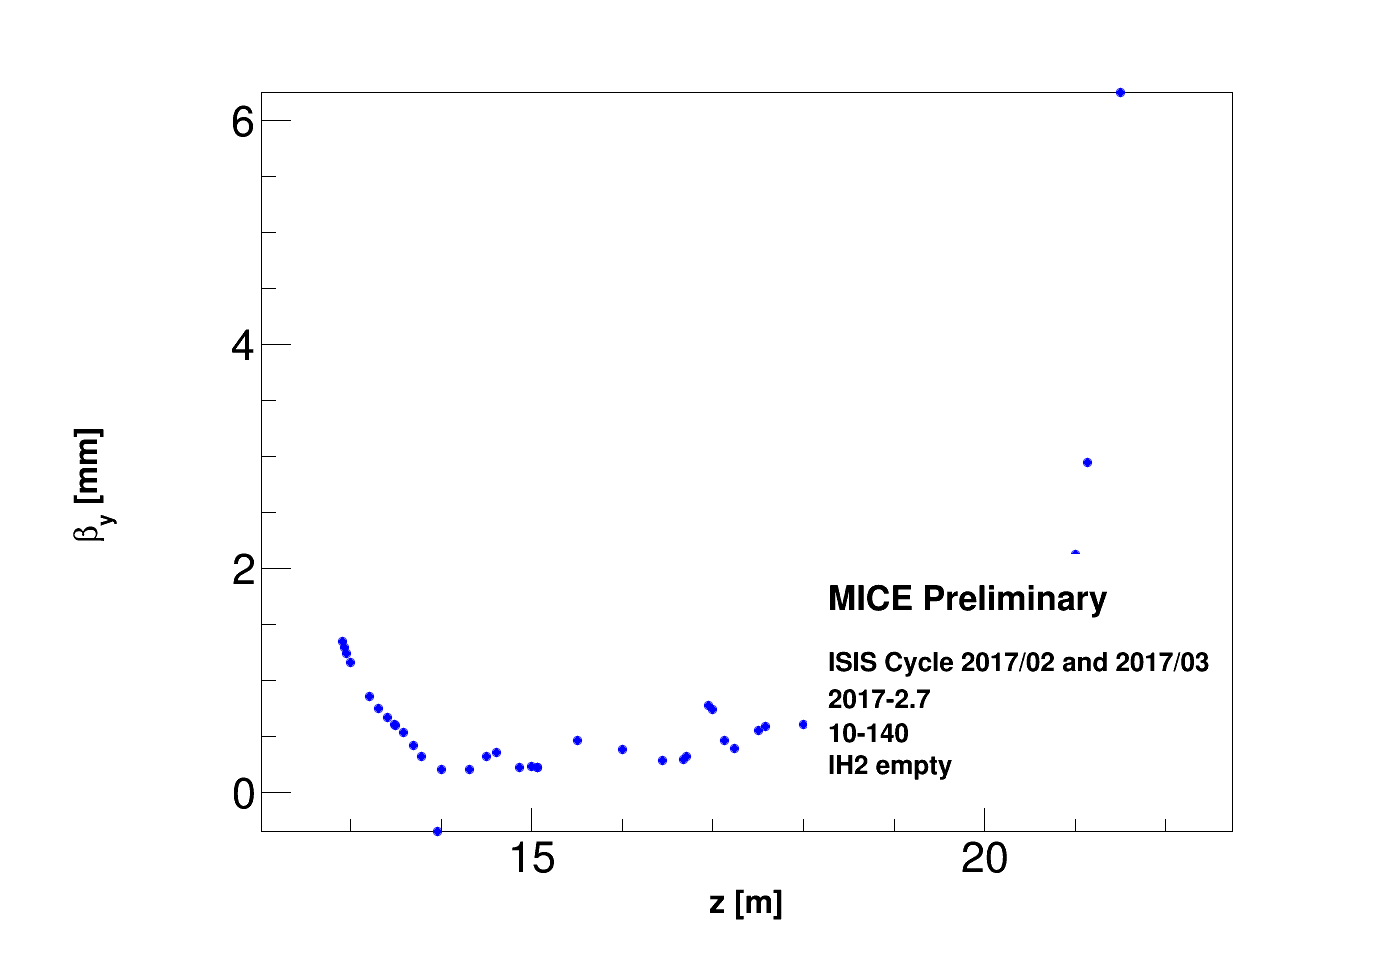 6
4
2
0
β_y [mm]
MICE Preliminary
ISIS Cycle 2017/02 and 2017/03
2017-2.7
10-140
IH2 empty
15 20
z [m]